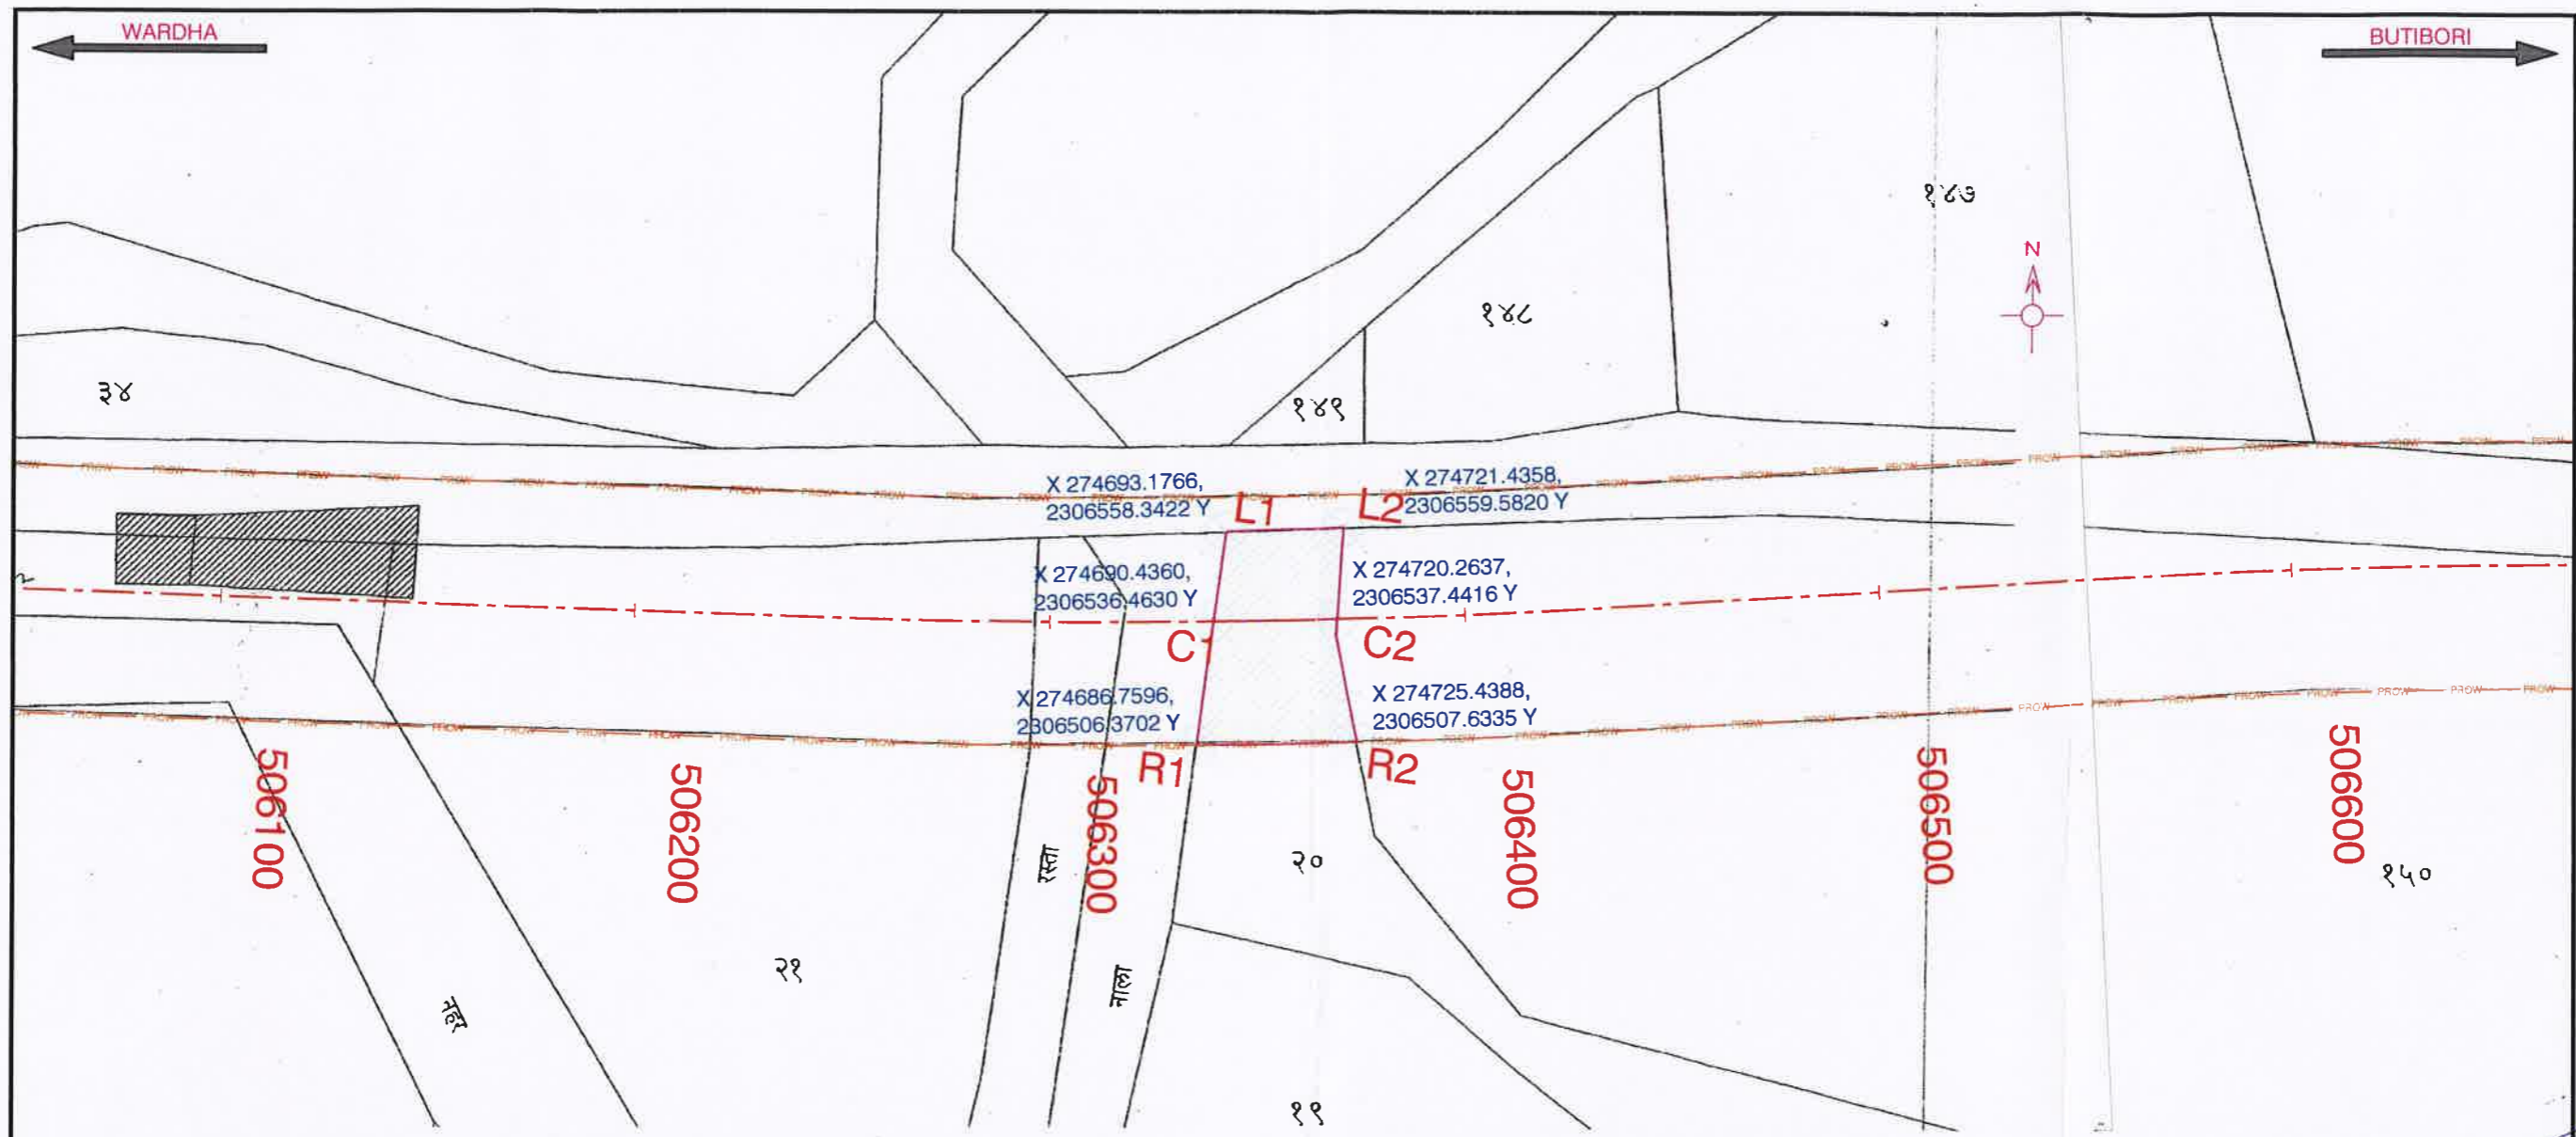 WARDHA
BUTIBORI
१४७
N
१४८
३४
१४९
X 274693.1766,
2306558.3422 Y
L1
L2
X 274721.4358,
2306559.5820 Y
X 274690.4360,
2306536.4630 Y
X 274720.2637,
2306537.4416 Y
C1
C2
X 274686.7596,
2306506.3702 Y
X 274725.4388,
2306507.6335 Y
PROW
R1
R2
506100
506200
506300
506400
506500
506600
रस्ता
२०
१५०
२१
नाला
नहर
१९